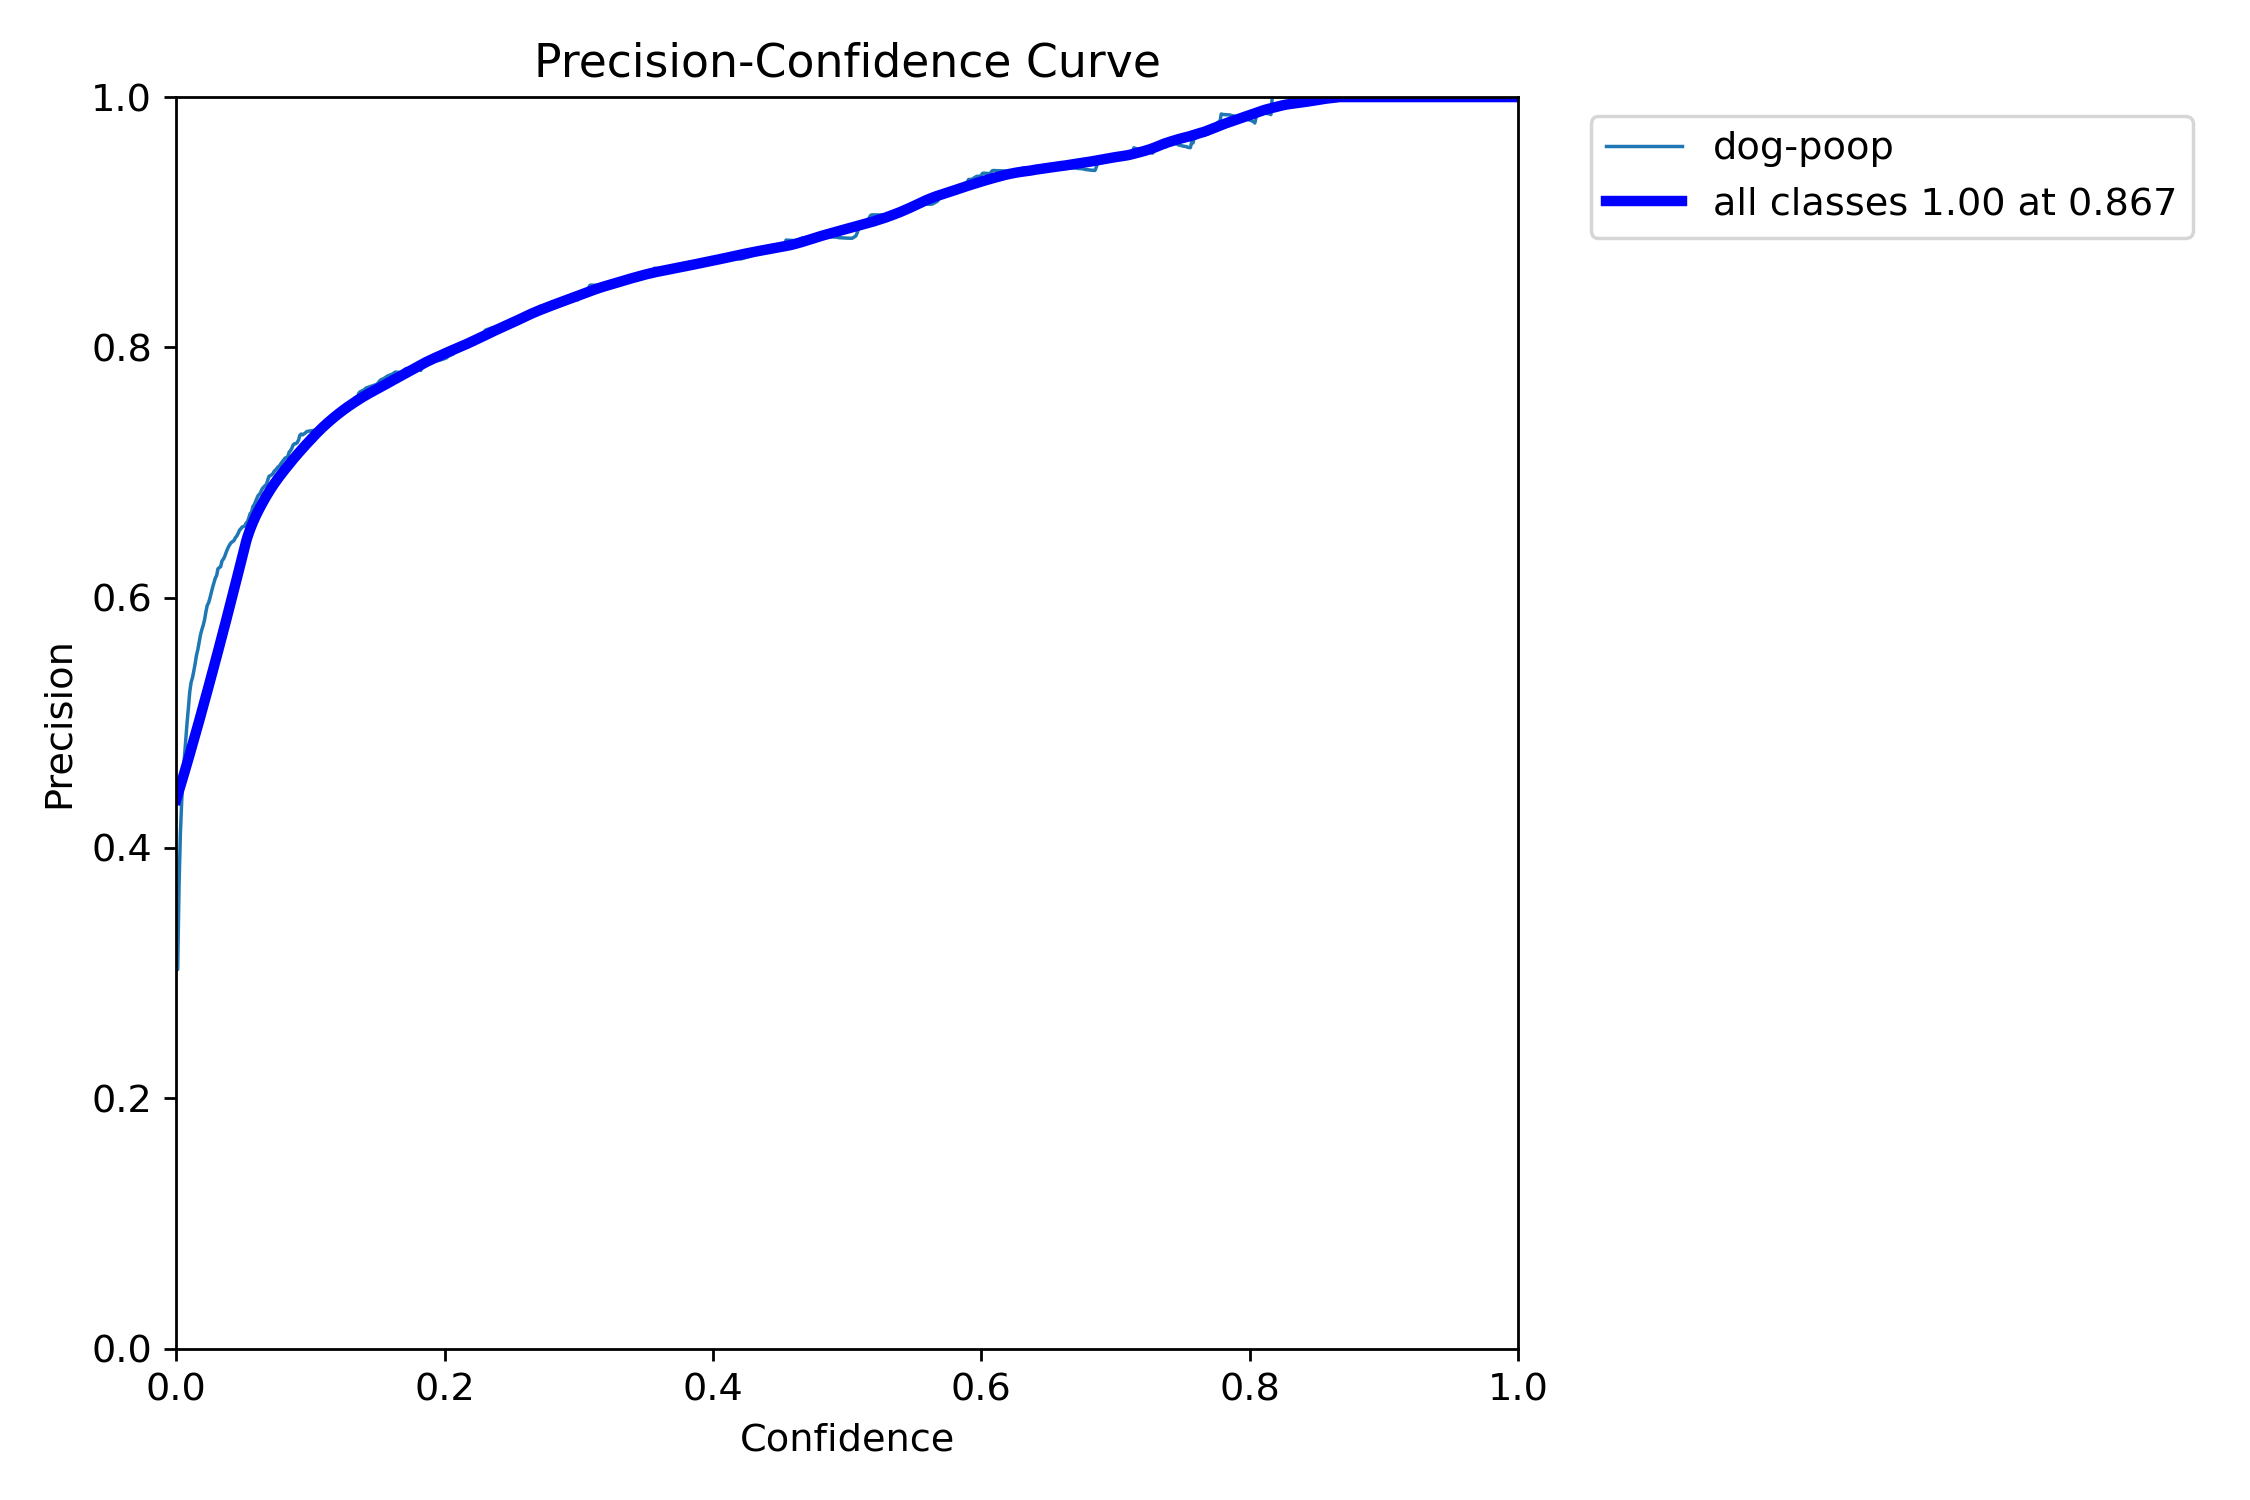 Precision-Confidence Curve
1.0
0.8
0.6
0.4
0.2
0.0
Precision
0.0 0.2 0.4 0.6 0.8 1.0
Confidence
dog-poop
all classes 1.00 at 0.867